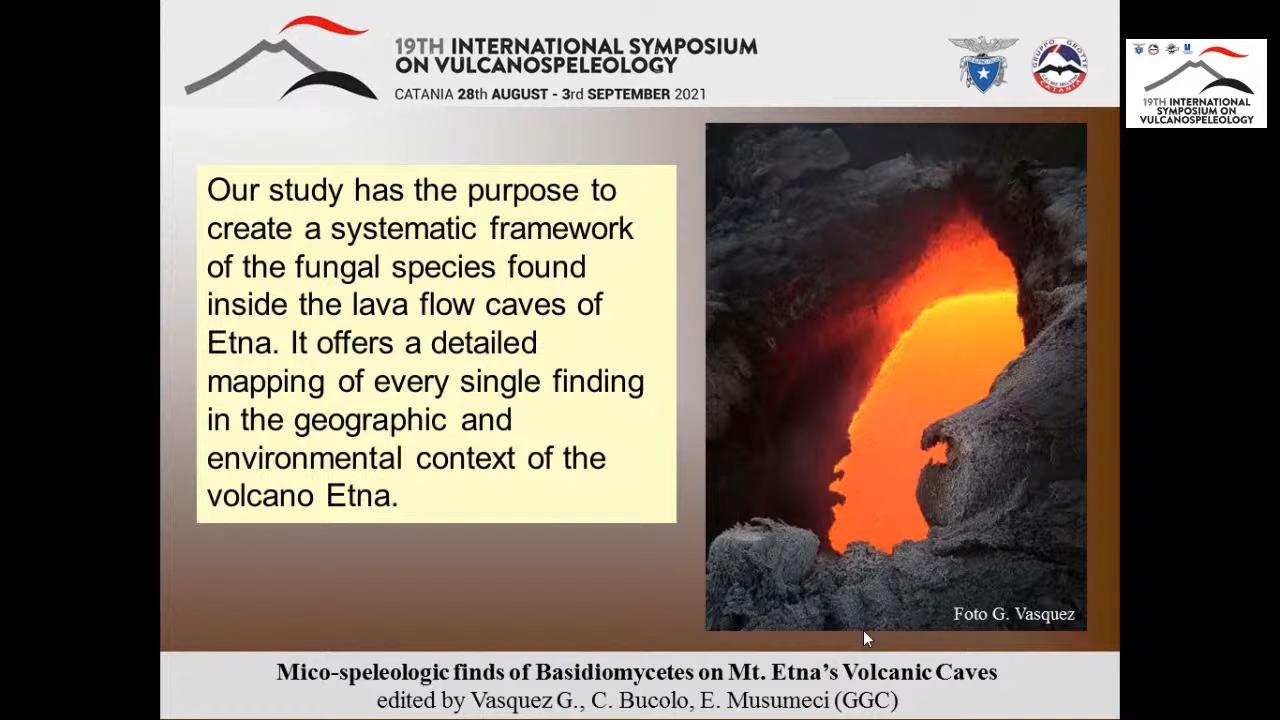 19TH INTERNATIONAL SYMPOSIUM
ON VULCANOSPELEOLOGY
CATANIA 28th AUGUST - 3rd SEPTEMBER 2021
GRUPPO GROTTE
CATANIA
19TH INTERNATIONAL
SYMPOSIUM ON
VULCANOSPELEOLOGY
Our study has the purpose to
create a systematic framework
of the fungal species found
inside the lava flow caves of
Etna. It offers a detailed
mapping of every single finding
in the geographic and
environmental context of the
volcano Etna.
Foto G. Vasquez
Mico-speleologic finds of Basidiomycetes on Mt. Etna's Volcanic Caves
edited by Vasquez G., C. Bucolo, E. Musumeci (GGC)